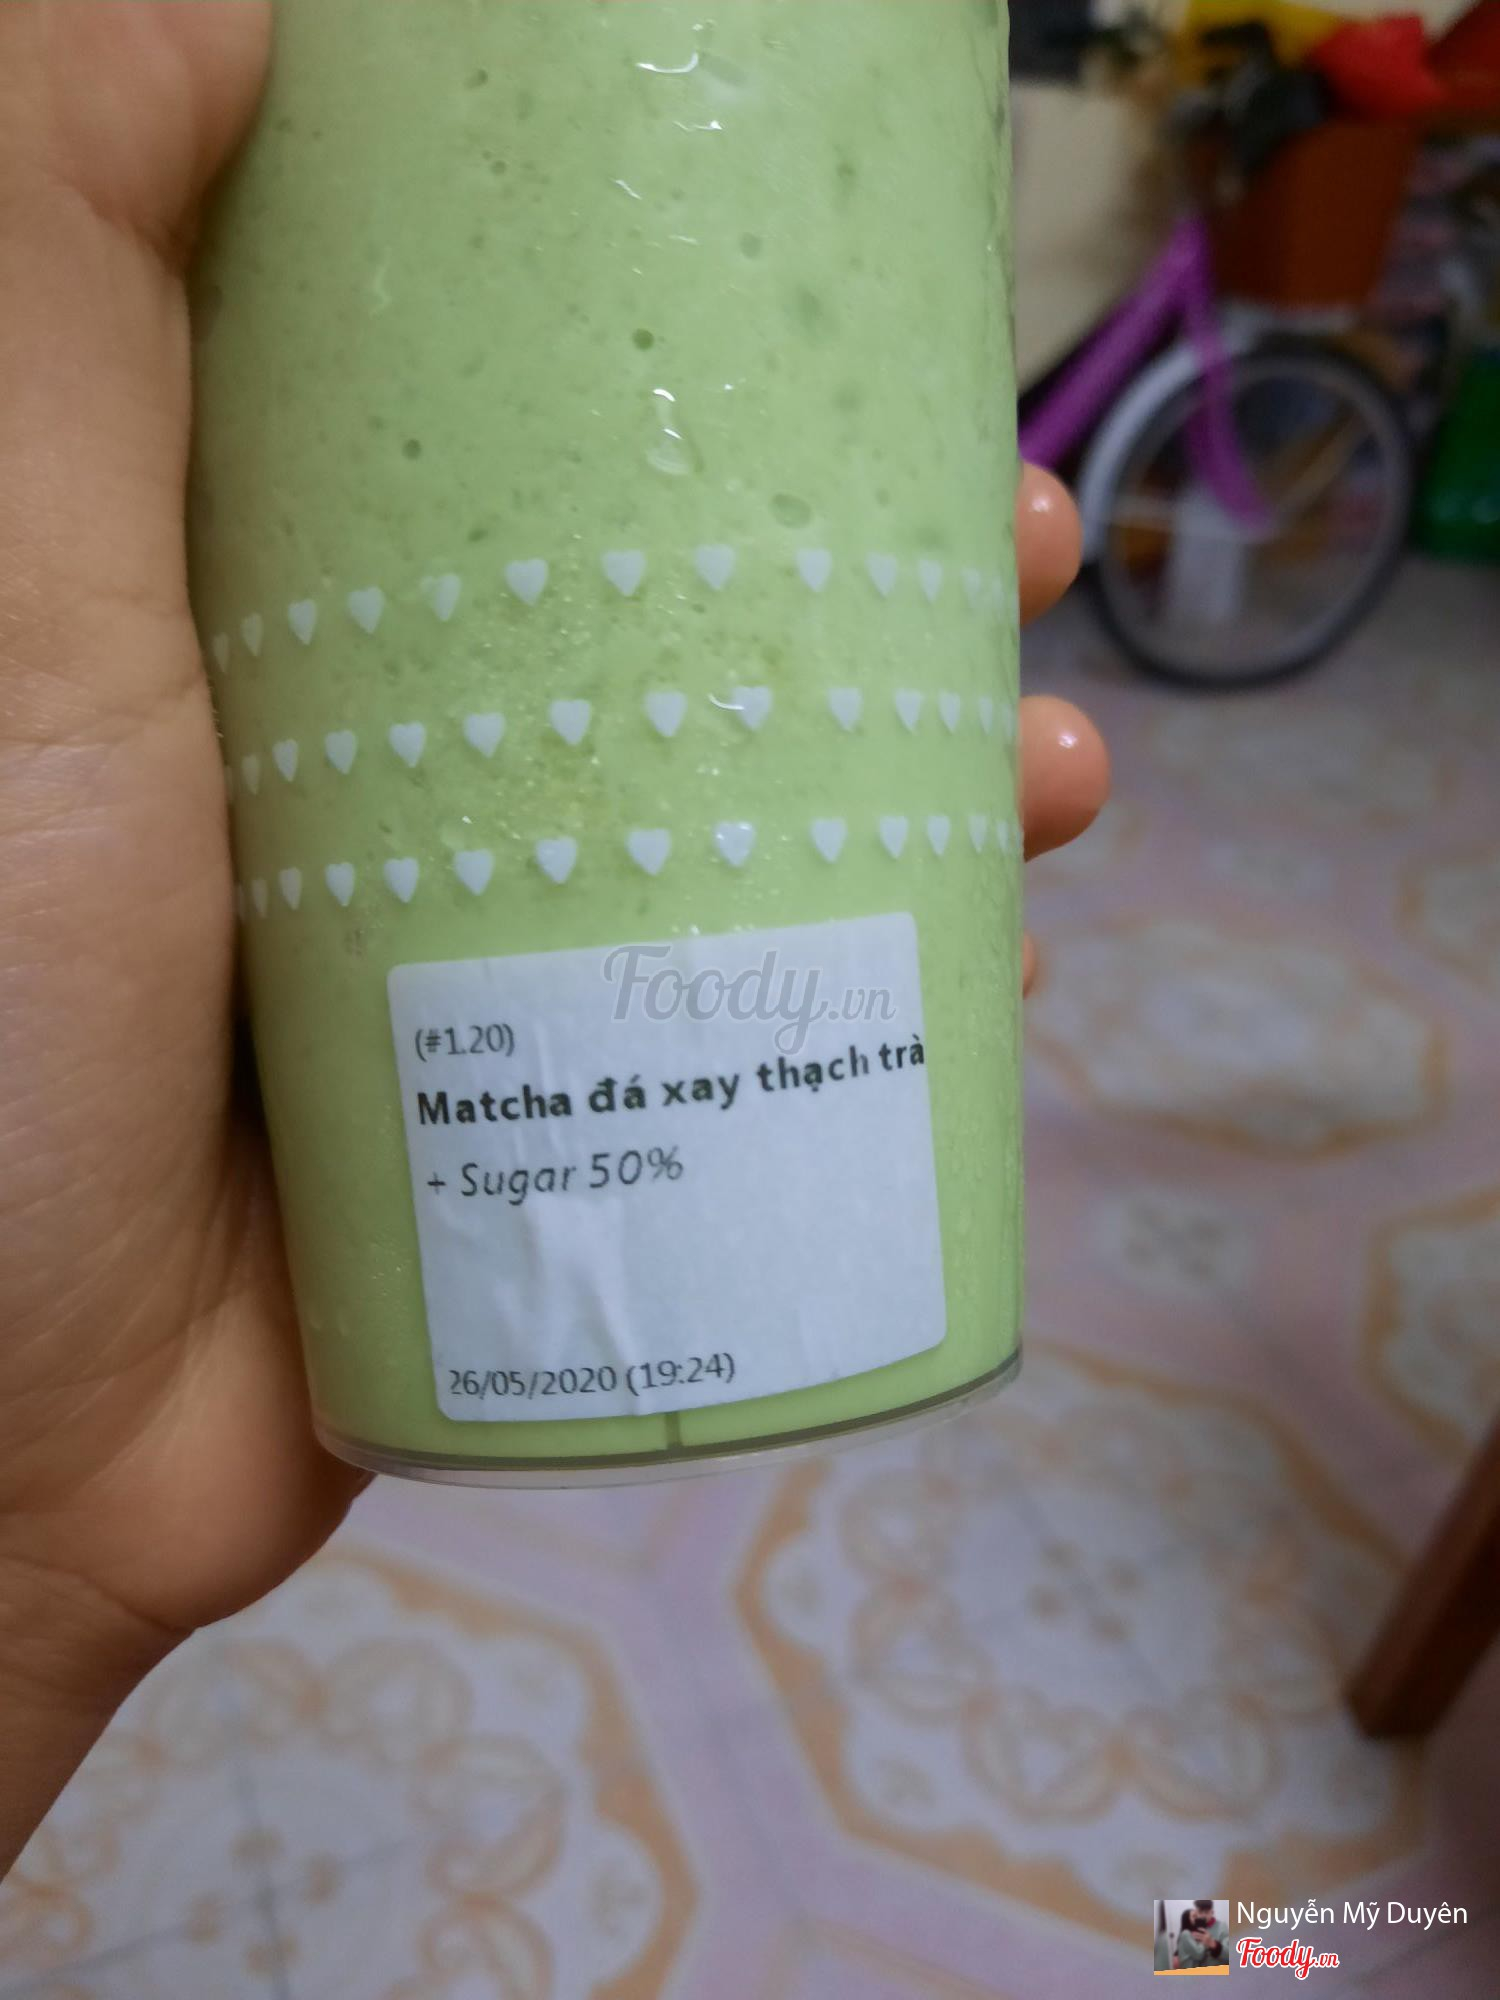 Foody.vn
(#1.20)
Matcha đá xay thạch trà
+ Sugar 50%
26/05/2020 (19:24)
Nguyễn Mỹ Duyên
Foody.vn